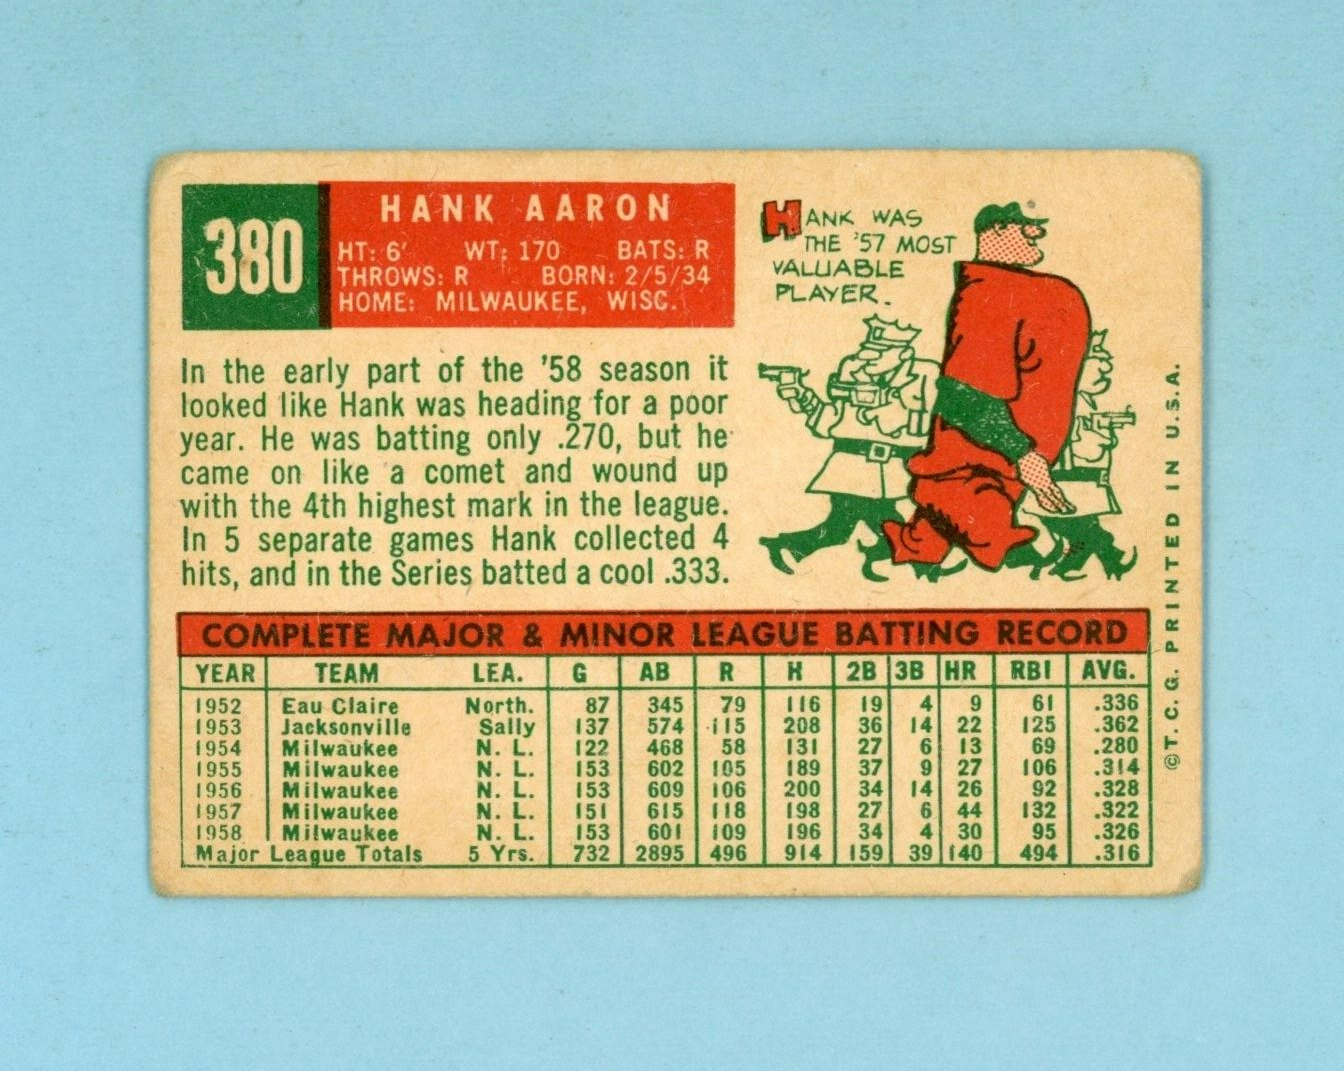 380
HANK AARON
HT: 6' WT: 170 BATS: R
THROWS: R BORN: 2/5/34
HOME: MILWAUKEE, WISC.
HANK WAS
THE '57 MOST
VALUABLE
PLAYER.
In the early part of the '58 season it
looked like Hank was heading for a poor
year. He was batting only .270, but he
came on like a comet and wound up
with the 4th highest mark in the league.
In 5 separate games Hank collected 4
hits, and in the Series batted a cool .333.
COMPLETE MAJOR & MINOR LEAGUE BATTING RECORD
YEAR TEAM LEA. G AB R H 2B 3B HR RBI AVG.
1952 Eau Claire North. 87 345 79 116 19 4 9 61 .336
1953 Jacksonville Sally 137 574 115 208 36 14 22 125 .362
1954 Milwaukee N. L. 122 468 58 131 27 6 13 69 .280
1955 Milwaukee N. L. 153 602 105 189 37 9 27 106 .314
1956 Milwaukee N. L. 153 609 106 200 34 14 26 92 .328
1957 Milwaukee N. L. 151 615 118 198 27 6 44 132 .322
1958 Milwaukee N. L. 153 601 109 196 34 4 30 95 .326
Major League Totals 5 Yrs. 732 2895 496 914 159 39 140 494 .316
©T. C. G. PRINTED IN U.S.A.